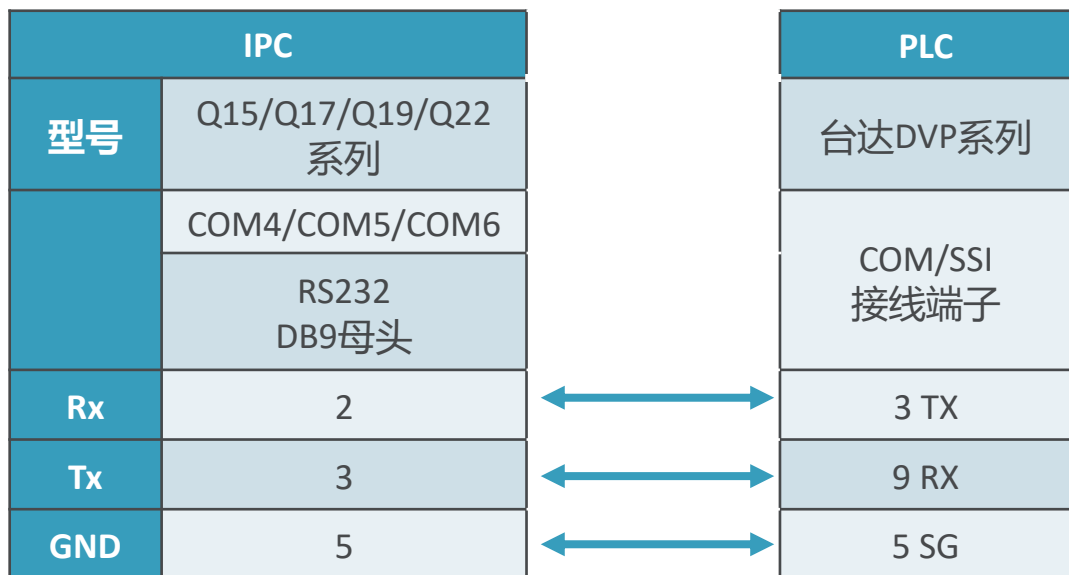 IPC
PLC
型号
Q15/Q17/Q19/Q22
系列
台达DVP系列
COM4/COM5/COM6
RS232
DB9母头
COM/SSI
接线端子
Rx
2
3 TX
Tx
3
9 RX
GND
5
5 SG